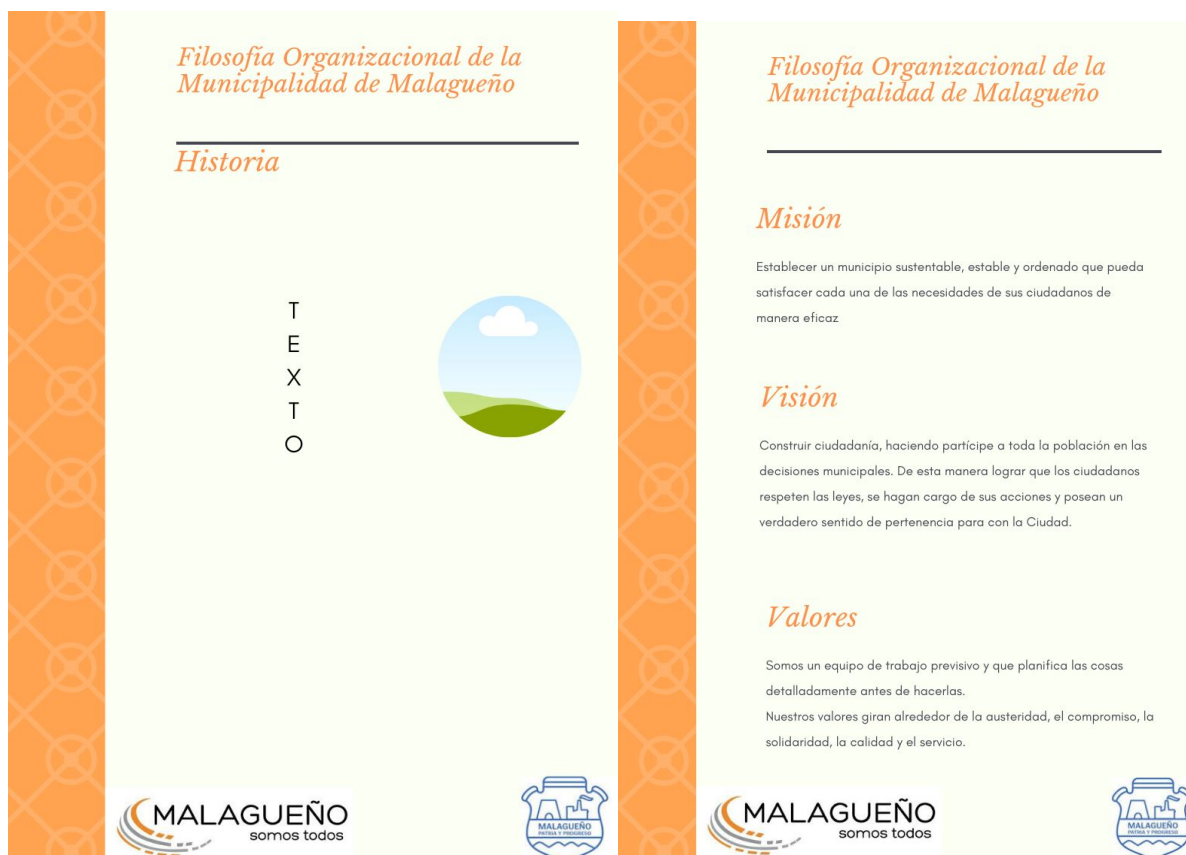 Filosofía Organizacional de la
Municipalidad de Malagueño
Historia
T
E
X
T
O
MALAGUEÑO
somos todos
MALAGUEÑO
PATRIA Y PROGRESO
Filosofía Organizacional de la
Municipalidad de Malagueño
Misión
Establecer un municipio sustentable, estable y ordenado que pueda
satisfacer cada una de las necesidades de sus ciudadanos de
manera eficaz
Visión
Construir ciudadanía, haciendo partícipe a toda la población en las
decisiones municipales. De esta manera lograr que los ciudadanos
respeten las leyes, se hagan cargo de sus acciones y posean un
verdadero sentido de pertenencia para con la Ciudad.
Valores
Somos un equipo de trabajo previsivo y que planifica las cosas
detalladamente antes de hacerlas.
Nuestros valores giran alrededor de la austeridad, el compromiso, la
solidaridad, la calidad y el servicio.
MALAGUEÑO
somos todos
MALAGUEÑO
PATRIA Y PROGRESO